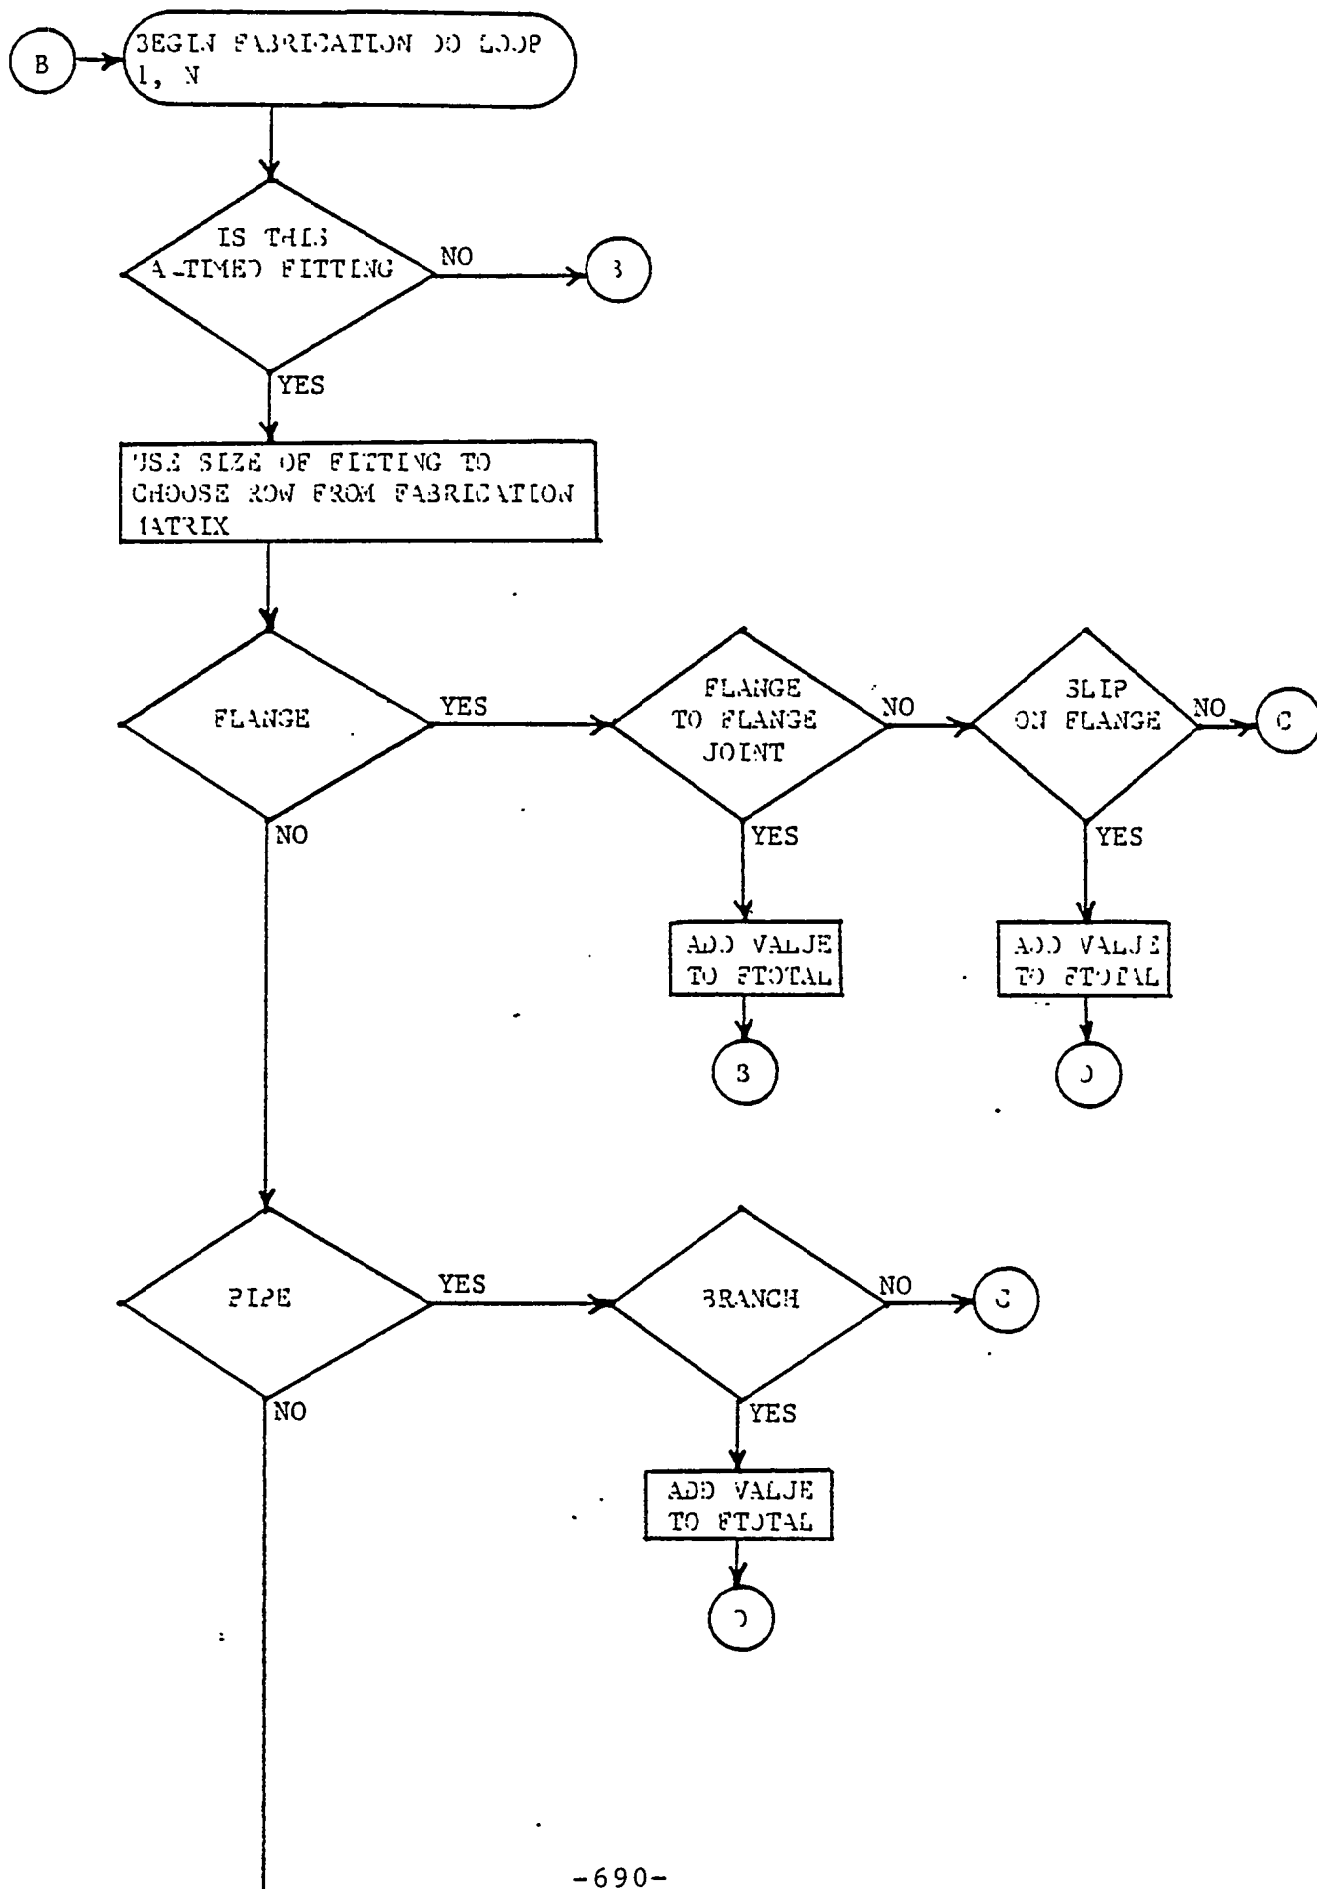 B
BEGIN FABRICATION DO LOOP
1, N
IS THIS
A TIMED FITTING
NO
B
YES
USE SIZE OF FITTING TO
CHOOSE ROW FROM FABRICATION
MATRIX
FLANGE
YES
FLANGE
TO FLANGE
JOINT
NO
SLIP
ON FLANGE
NO
C
NO
YES
YES
ADD VALUE
TO FTOTAL
ADD VALUE
TO FTOTAL
B
D
PIPE
YES
BRANCH
NO
C
NO
YES
ADD VALUE
TO FTOTAL
D
-690-